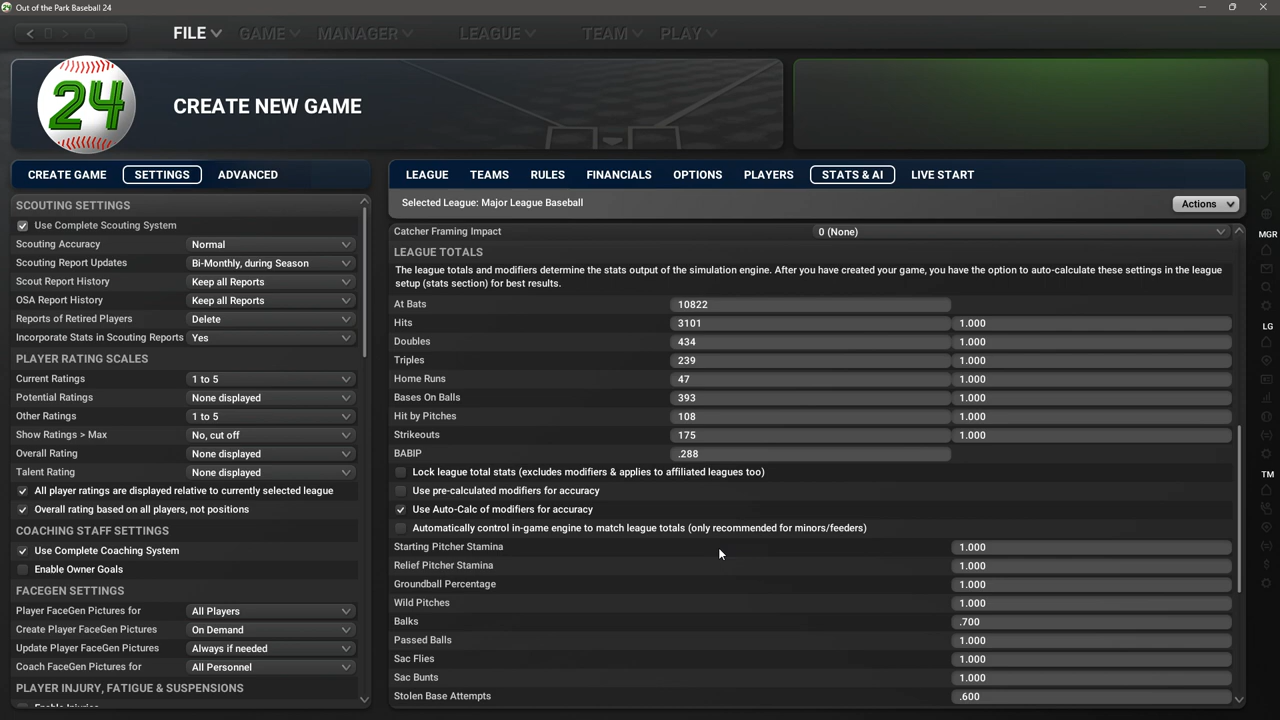 Out of the Park Baseball 24
FILE GAME MANAGER LEAGUE TEAM PLAY
24
CREATE NEW GAME
CREATE GAME SETTINGS ADVANCED
SCOUTING SETTINGS
Use Complete Scouting System
Scouting Accuracy Normal
Scouting Report Updates Bi-Monthly, during Season
Scout Report History Keep all Reports
OSA Report History Keep all Reports
Reports of Retired Players Delete
Incorporate Stats in Scouting Reports Yes
PLAYER RATING SCALES
Current Ratings 1 to 5
Potential Ratings None displayed
Other Ratings 1 to 5
Show Ratings > Max No, cut off
Overall Rating None displayed
Talent Rating None displayed
All player ratings are displayed relative to currently selected league
Overall rating based on all players, not positions
COACHING STAFF SETTINGS
Use Complete Coaching System
Enable Owner Goals
FACEGEN SETTINGS
Player FaceGen Pictures for All Players
Create Player FaceGen Pictures On Demand
Update Player FaceGen Pictures Always if needed
Coach FaceGen Pictures for All Personnel
PLAYER INJURY, FATIGUE & SUSPENSIONS
Enable Injuries
LEAGUE TEAMS RULES FINANCIALS OPTIONS PLAYERS STATS & AI LIVE START
Selected League: Major League Baseball
Actions
Catcher Framing Impact 0 (None)
LEAGUE TOTALS
The league totals and modifiers determine the stats output of the simulation engine. After you have created your game, you have the option to auto-calculate these settings in the league
setup (stats section) for best results.
At Bats 10822
Hits 3101 1.000
Doubles 434 1.000
Triples 239 1.000
Home Runs 47 1.000
Bases On Balls 393 1.000
Hit by Pitches 108 1.000
Strikeouts 175 1.000
BABIP .288
Lock league total stats (excludes modifiers & applies to affiliated leagues too)
Use pre-calculated modifiers for accuracy
Use Auto-Calc of modifiers for accuracy
Automatically control in-game engine to match league totals (only recommended for minors/feeders)
Starting Pitcher Stamina 1.000
Relief Pitcher Stamina 1.000
Groundball Percentage 1.000
Wild Pitches 1.000
Balks .700
Passed Balls 1.000
Sac Flies 1.000
Sac Bunts 1.000
Stolen Base Attempts .600
MGR
LG
TM